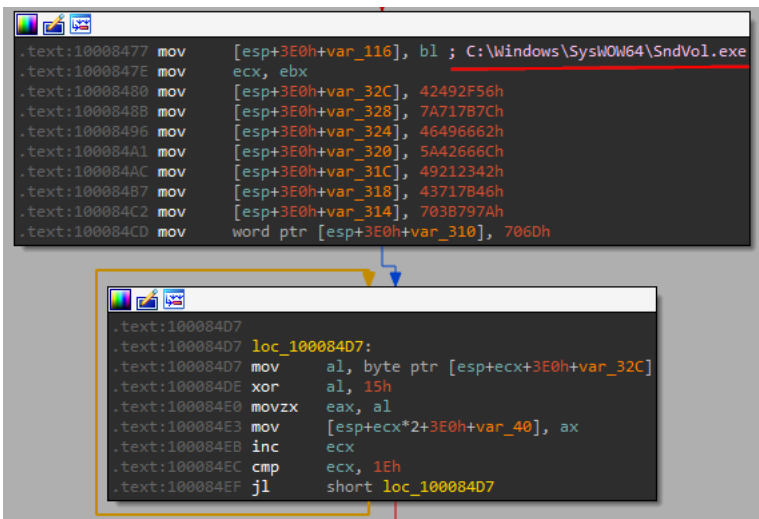 .text:10008477 mov [esp+3E0h+var_116], bl ; C:\Windows\SysWOW64\SndVol.exe
.text:1000847E mov ecx, ebx
.text:10008480 mov [esp+3E0h+var_32C], 42492F56h
.text:1000848B mov [esp+3E0h+var_328], 7A717B7Ch
.text:10008496 mov [esp+3E0h+var_324], 46496662h
.text:100084A1 mov [esp+3E0h+var_320], 5A42666Ch
.text:100084AC mov [esp+3E0h+var_31C], 49212342h
.text:100084B7 mov [esp+3E0h+var_318], 43717B46h
.text:100084C2 mov [esp+3E0h+var_314], 703B797Ah
.text:100084CD mov word ptr [esp+3E0h+var_310], 706Dh
.text:100084D7
.text:100084D7 loc_100084D7:
.text:100084D7 mov al, byte ptr [esp+ecx+3E0h+var_32C]
.text:100084DE xor al, 15h
.text:100084E0 movzx eax, al
.text:100084E3 mov [esp+ecx*2+3E0h+var_40], ax
.text:100084EB inc ecx
.text:100084EC cmp ecx, 1Eh
.text:100084EF jl short loc_100084D7